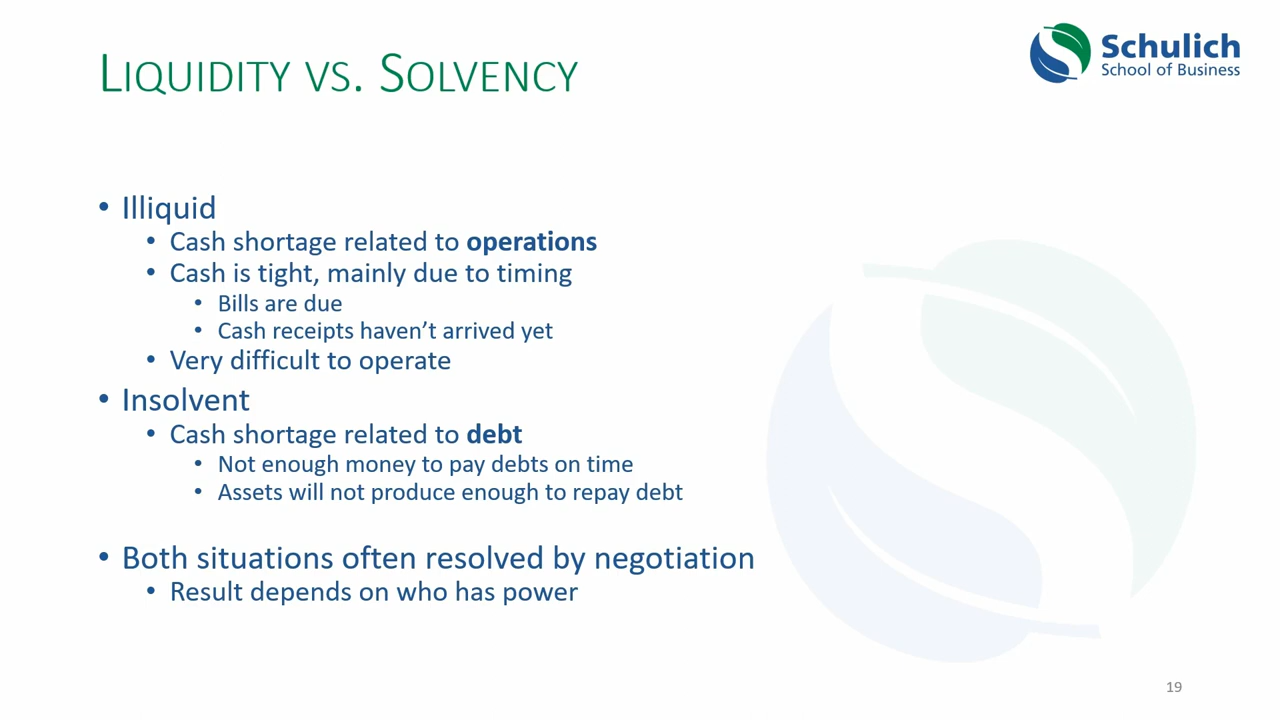 LIQUIDITY VS. SOLVENCY
Schulich
School of Business
• Illiquid
• Cash shortage related to operations
• Cash is tight, mainly due to timing
• Bills are due
• Cash receipts haven’t arrived yet
• Very difficult to operate
• Insolvent
• Cash shortage related to debt
• Not enough money to pay debts on time
• Assets will not produce enough to repay debt
• Both situations often resolved by negotiation
• Result depends on who has power
19